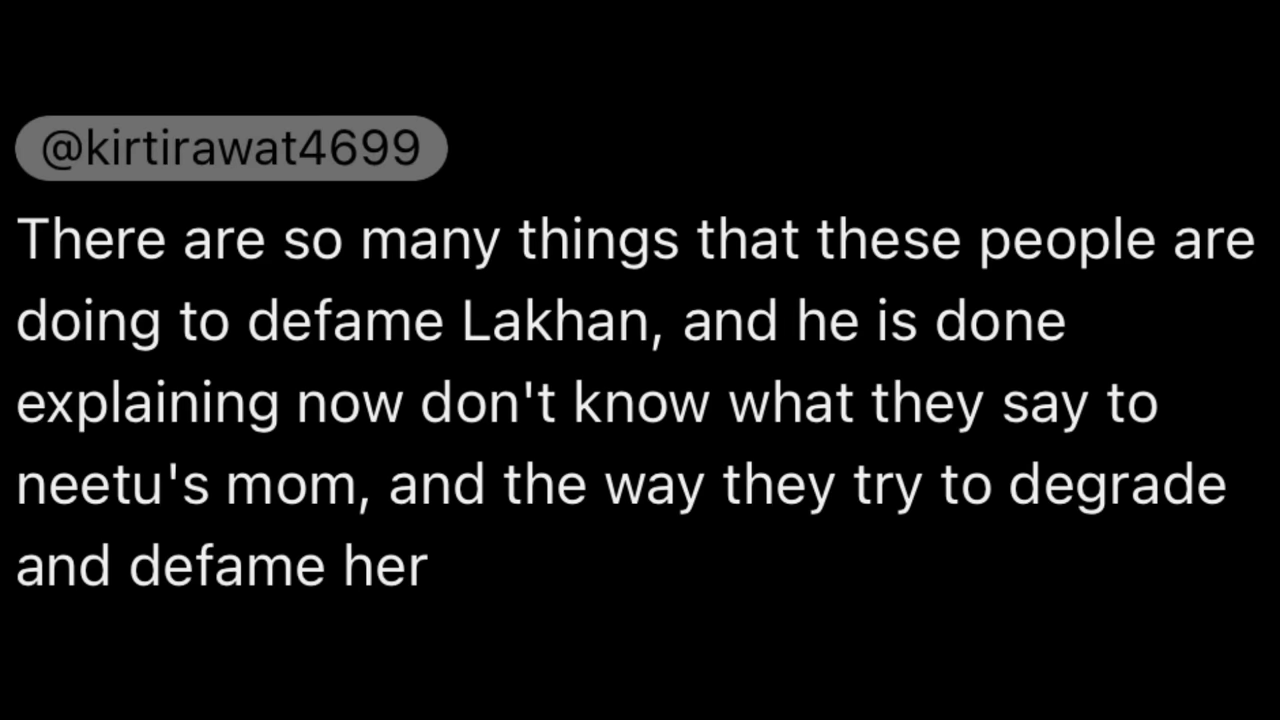 @kirtirawat4699
There are so many things that these people are
doing to defame Lakhan, and he is done
explaining now don't know what they say to
neetu's mom, and the way they try to degrade
and defame her